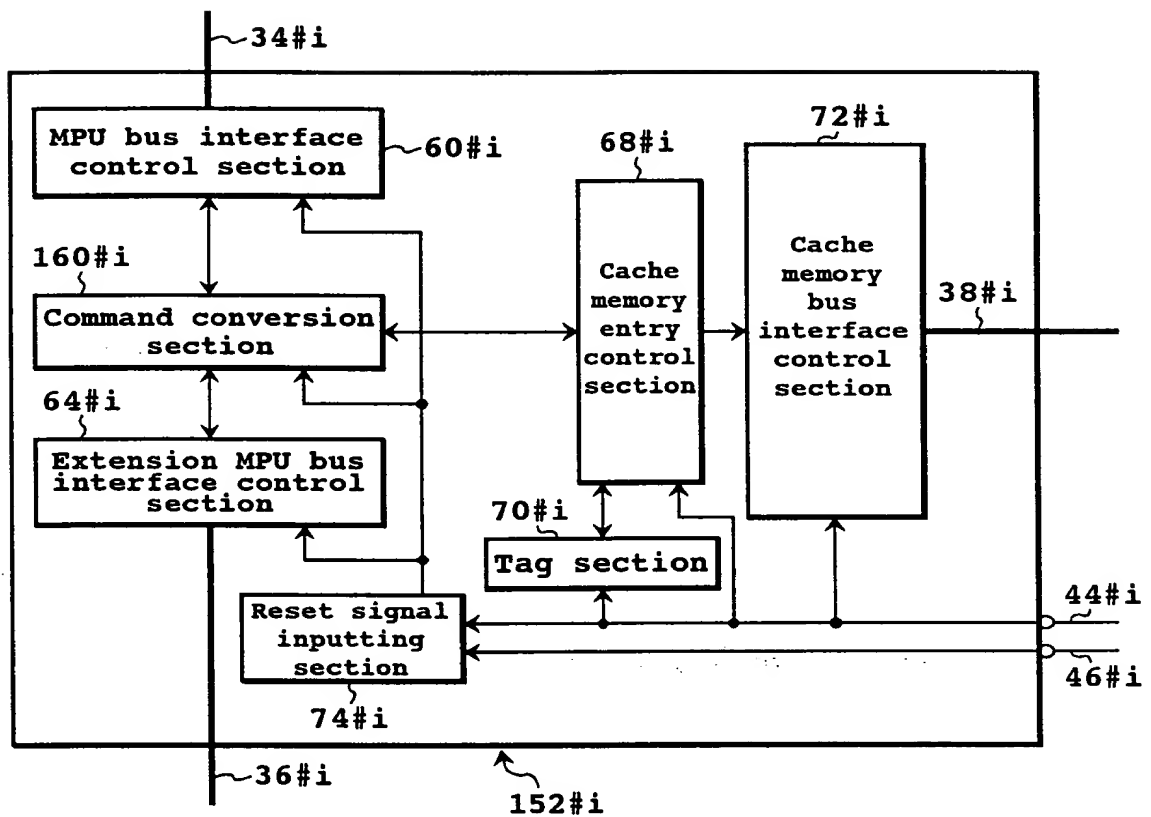 34#i
MPU bus interface
control section
60#i
68#i
72#i
160#i
Command conversion
section
Cache
memory
entry
control
section
Cache
memory
bus
interface
control
section
38#i
64#i
Extension MPU bus
interface control
section
70#i
Tag section
Reset signal
inputting
section
44#i
46#i
74#i
36#i
152#i